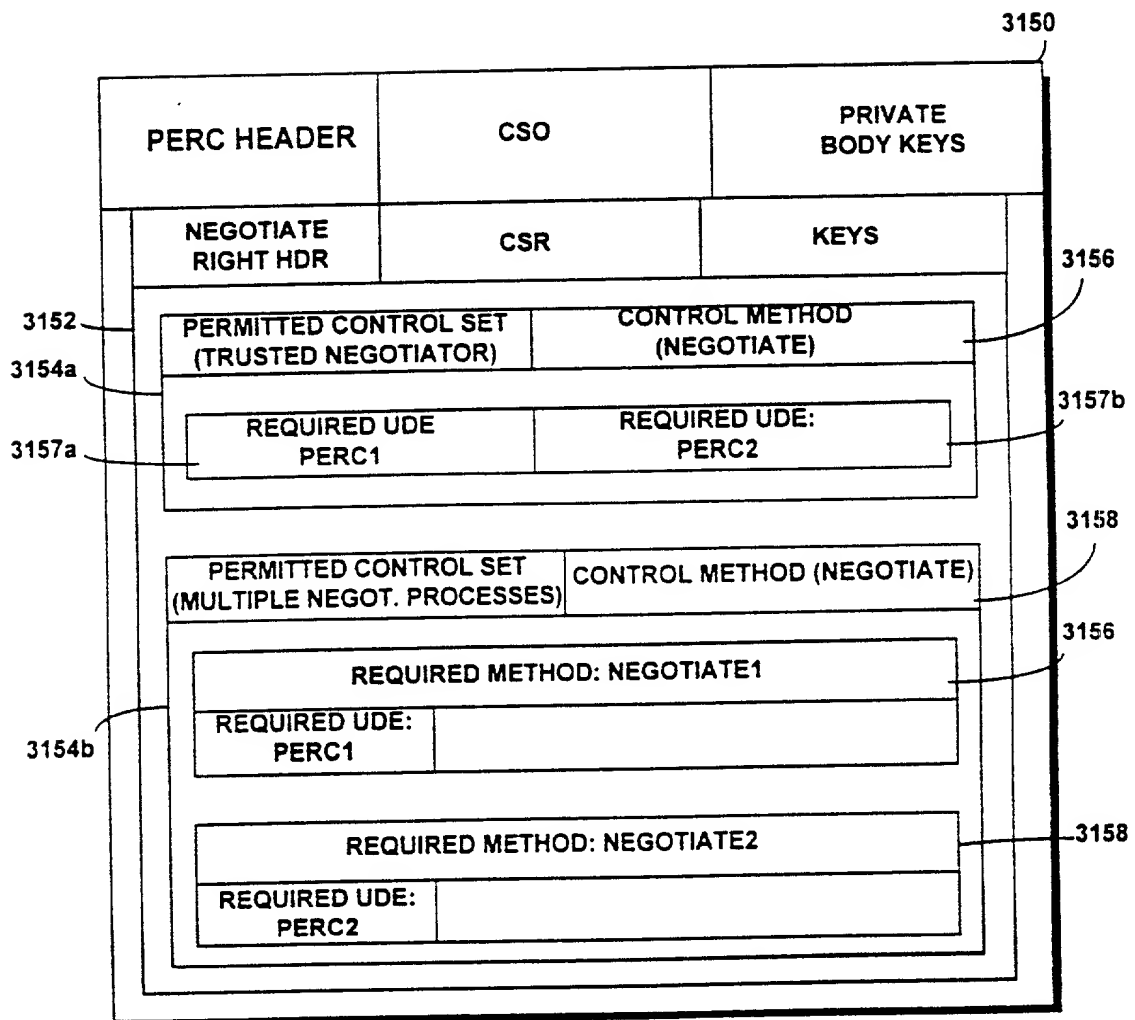 3150
PERC HEADER
CSO
PRIVATE
BODY KEYS
NEGOTIATE
RIGHT HDR
CSR
KEYS
3156
3152
PERMITTED CONTROL SET
(TRUSTED NEGOTIATOR)
CONTROL METHOD
(NEGOTIATE)
3154a
3157b
REQUIRED UDE
PERC1
REQUIRED UDE:
PERC2
3157a
3158
PERMITTED CONTROL SET
(MULTIPLE NEGOT. PROCESSES)
CONTROL METHOD (NEGOTIATE)
3156
REQUIRED METHOD: NEGOTIATE1
REQUIRED UDE:
PERC1
3154b
REQUIRED METHOD: NEGOTIATE2
3158
REQUIRED UDE:
PERC2